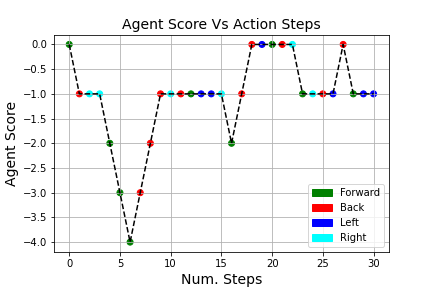 Agent Score Vs Action Steps
Agent Score
0.0
−0.5
−1.0
−1.5
−2.0
−2.5
−3.0
−3.5
−4.0
0 5 10 15 20 25 30
Num. Steps
Forward
Back
Left
Right